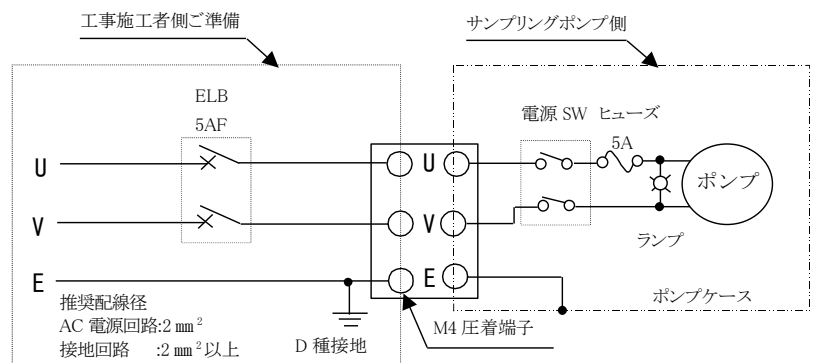 工事施工者側ご準備
サンプリングポンプ側
ELB
5AF
電源 SW ヒューズ
5A
U
U
ポンプ
V
V
ランプ
E
E
ポンプケース
推奨配線径
AC 電源回路:2 mm²
接地回路 :2 mm²以上
D 種接地
M4 圧着端子